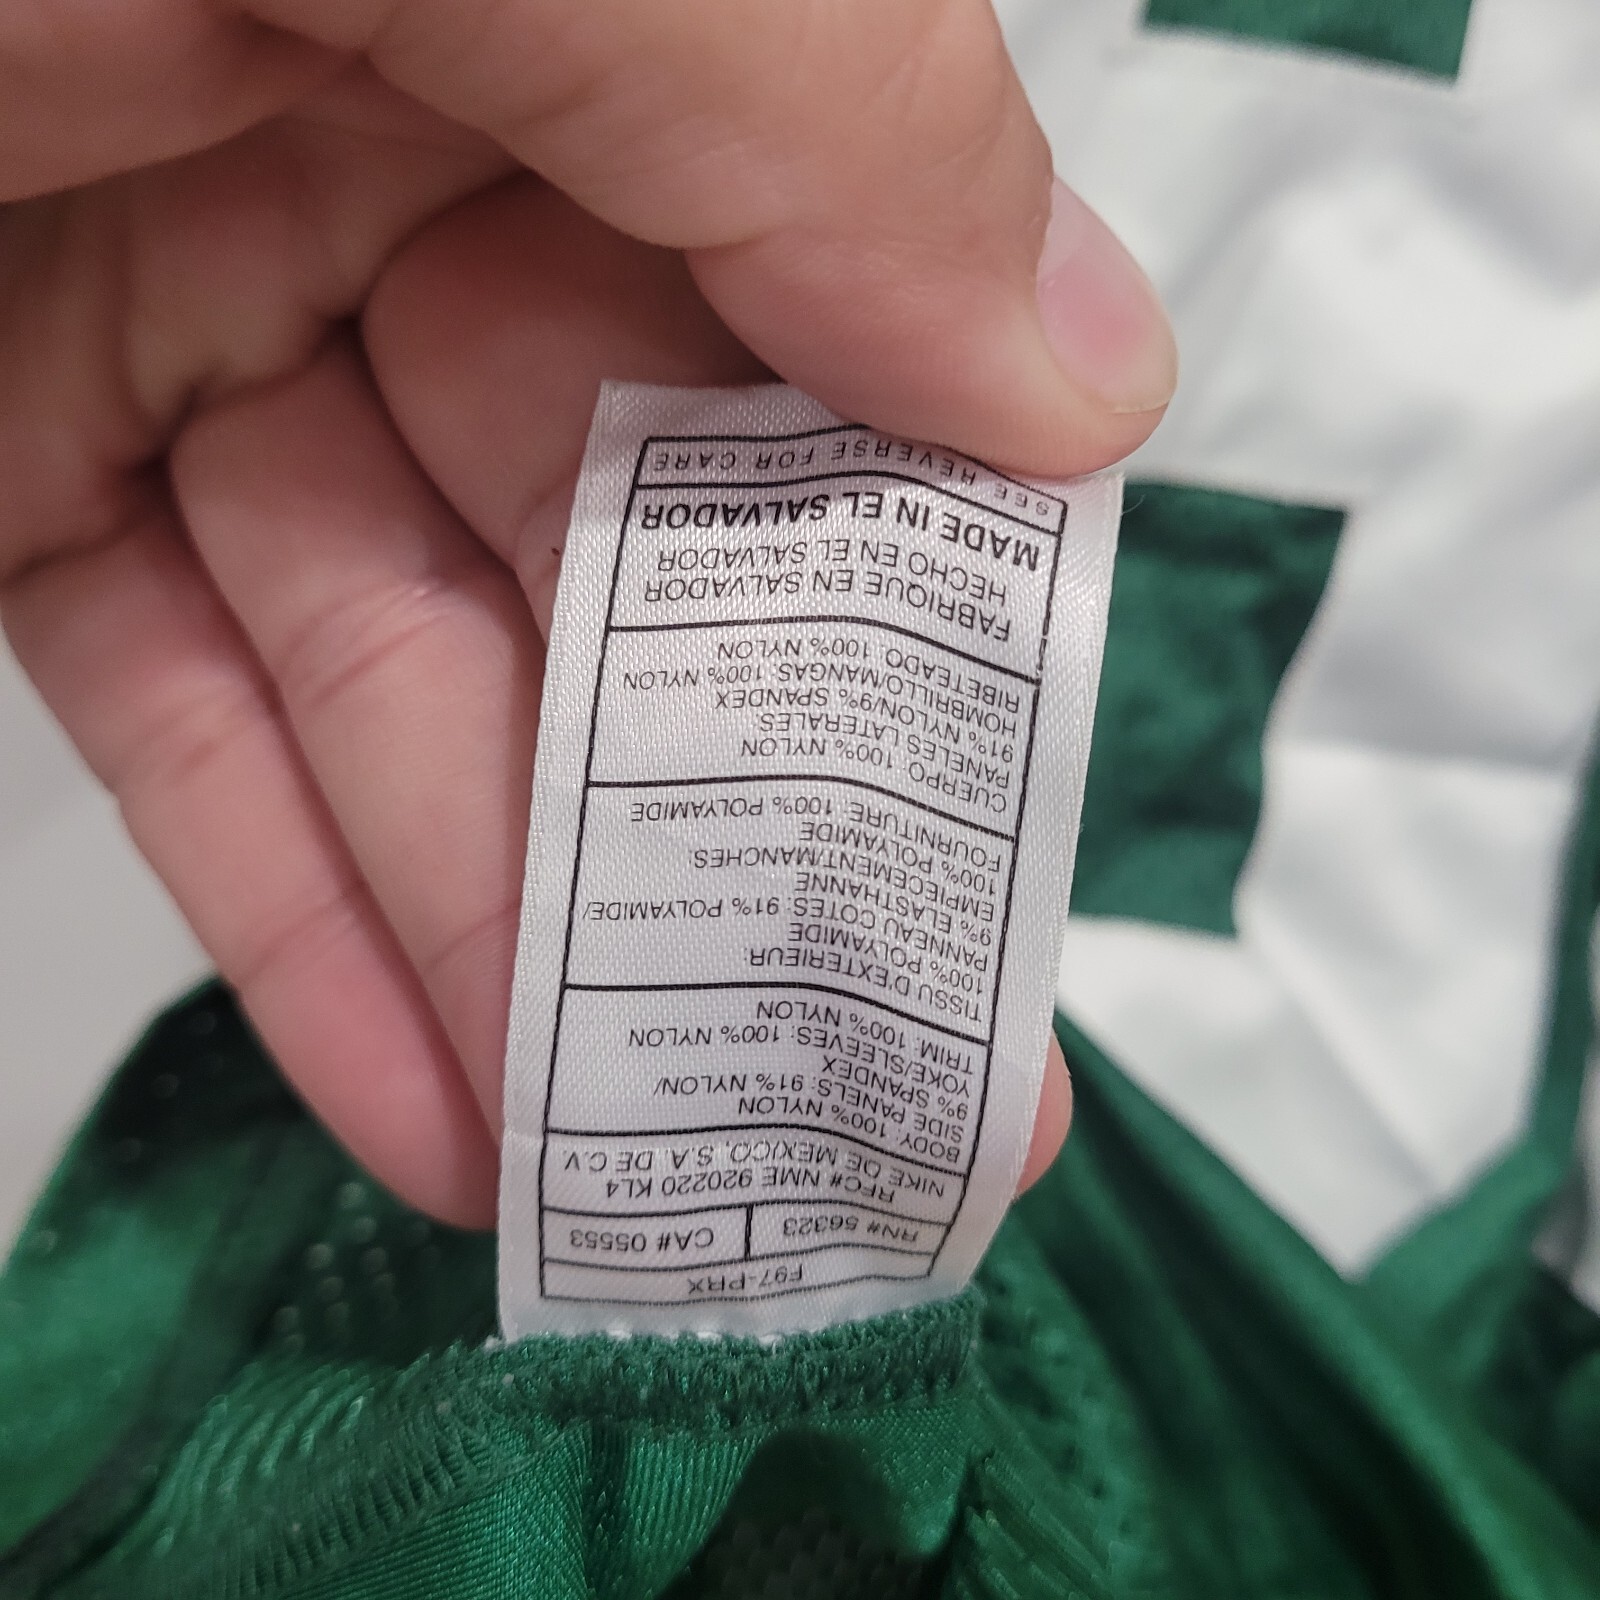 F97-PRX
RN# 56323 CA# 05553
RFC# NME 920220 KL4
NIKE DE MEXICO, S.A. DE C.V.
BODY: 100% NYLON
SIDE PANELS: 91% NYLON/
9% SPANDEX
YOKE/SLEEVES: 100% NYLON
TRIM: 100% NYLON
TISSU D'EXTERIEUR:
100% POLYAMIDE
PANNEAU COTES: 91% POLYAMIDE/
9% ELASTHANNE
EMPIECEMENT/MANCHES:
100% POLYAMIDE
FOURNITURE: 100% POLYAMIDE
CUERPO: 100% NYLON
PANELES LATERALES:
91% NYLON/9% SPANDEX
HOMBRILLO/MANGAS: 100% NYLON
RIBETEADO: 100% NYLON
FABRIQUE EN SALVADOR
HECHO EN EL SALVADOR
MADE IN EL SALVADOR
SEE REVERSE FOR CARE